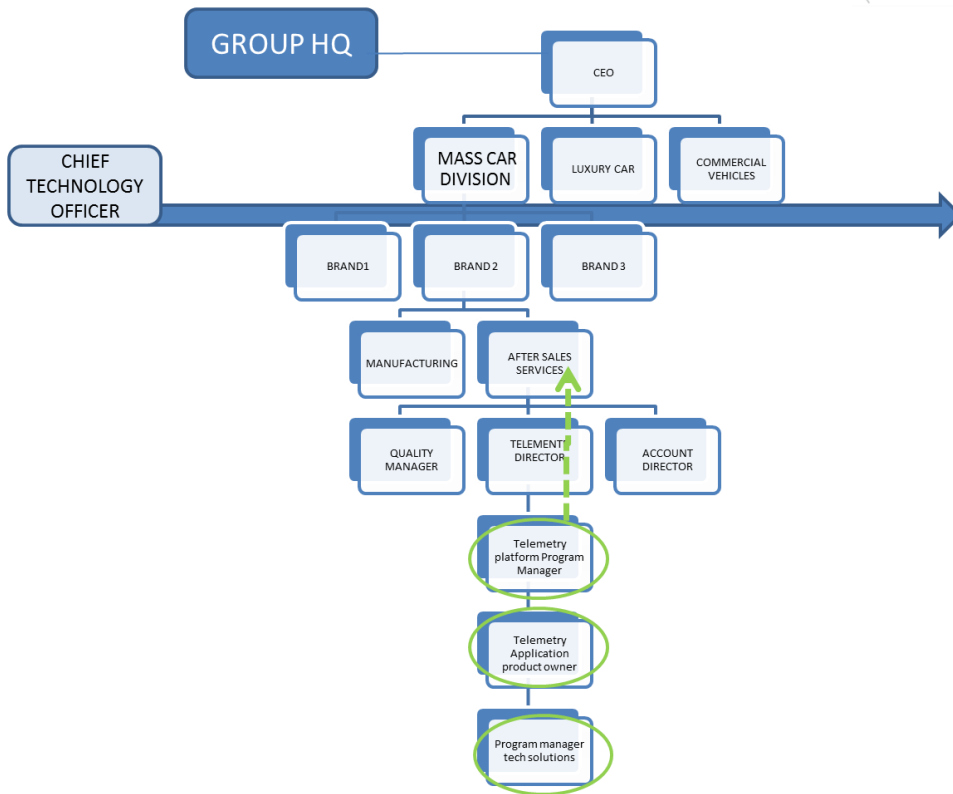 GROUP HQ
CEO
CHIEF
TECHNOLOGY
OFFICER
MASS CAR
DIVISION
LUXURY CAR
COMMERCIAL
VEHICLES
BRAND1
BRAND 2
BRAND 3
MANUFACTURING
AFTER SALES
SERVICES
QUALITY
MANAGER
DIRECTOR
ACCOUNT
DIRECTOR
Telemetry
platform Program
Manager
Telemetry
Application
product owner
Program manager
tech solutions